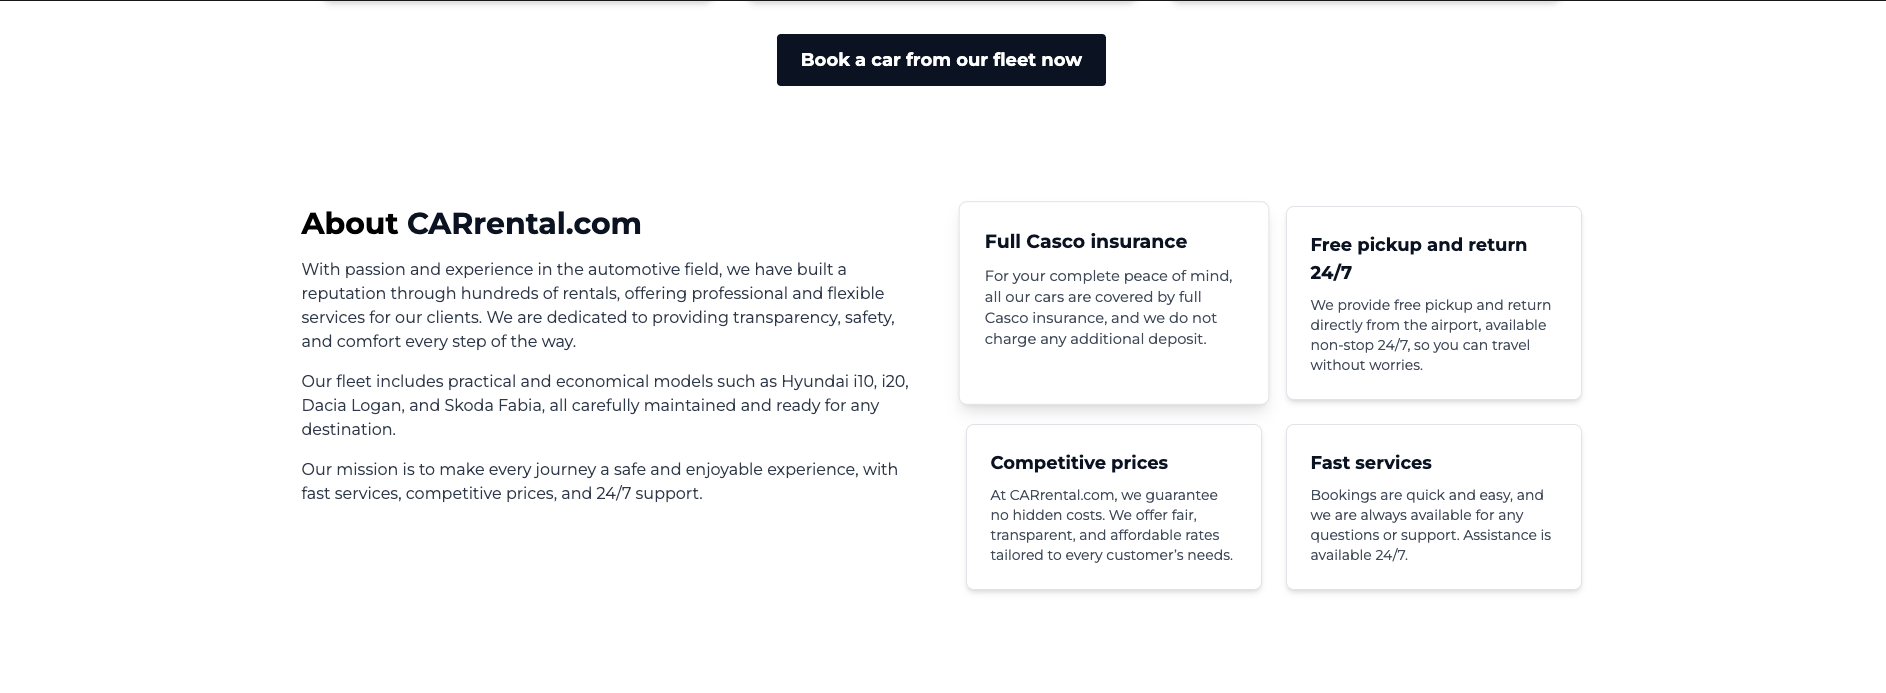 Book a car from our fleet now
About CARrental.com
With passion and experience in the automotive field, we have built a
reputation through hundreds of rentals, offering professional and flexible
services for our clients. We are dedicated to providing transparency, safety,
and comfort every step of the way.
Our fleet includes practical and economical models such as Hyundai i10, i20,
Dacia Logan, and Skoda Fabia, all carefully maintained and ready for any
destination.
Our mission is to make every journey a safe and enjoyable experience, with
fast services, competitive prices, and 24/7 support.
Full Casco insurance
For your complete peace of mind,
all our cars are covered by full
Casco insurance, and we do not
charge any additional deposit.
Free pickup and return
24/7
We provide free pickup and return
directly from the airport, available
non-stop 24/7, so you can travel
without worries.
Competitive prices
At CARrental.com, we guarantee
no hidden costs. We offer fair,
transparent, and affordable rates
tailored to every customer’s needs.
Fast services
Bookings are quick and easy, and
we are always available for any
questions or support. Assistance is
available 24/7.